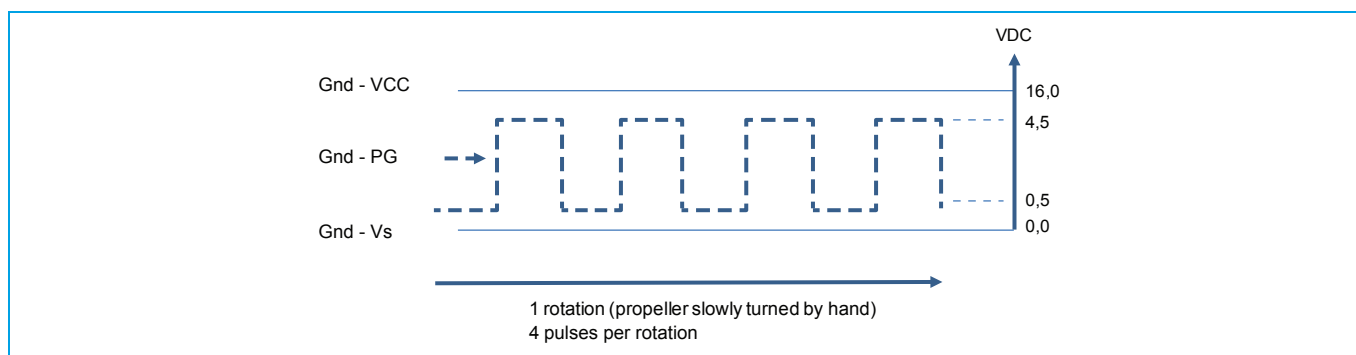 VDC
Gnd - VCC
16,0
4,5
Gnd - PG
0,5
Gnd - Vs
0,0
1 rotation (propeller slowly turned by hand)
4 pulses per rotation